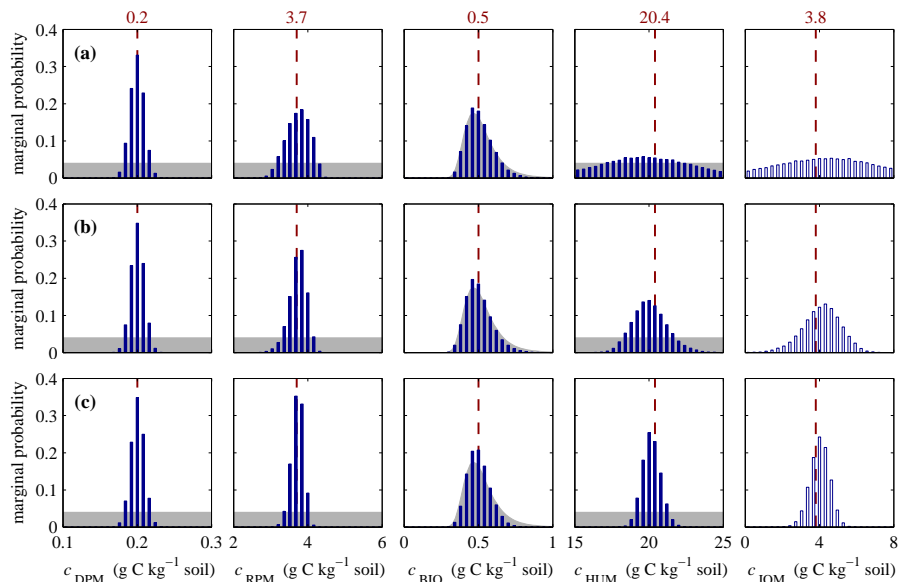 0.2 3.7 0.5 20.4 3.8
0.4
(a)
0.3
0.2
0.1
0
marginal probability
0.4
(b)
0.3
0.2
0.1
0
marginal probability
0.4
(c)
0.3
0.2
0.1
0
marginal probability
0.1 0.2 0.3 2 4 6 0 0.5 1 15 20 25 0 4 8
c DPM (g C kg⁻¹ soil) c RPM (g C kg⁻¹ soil) c BIO (g C kg⁻¹ soil) c HUM (g C kg⁻¹ soil) c IOM (g C kg⁻¹ soil)